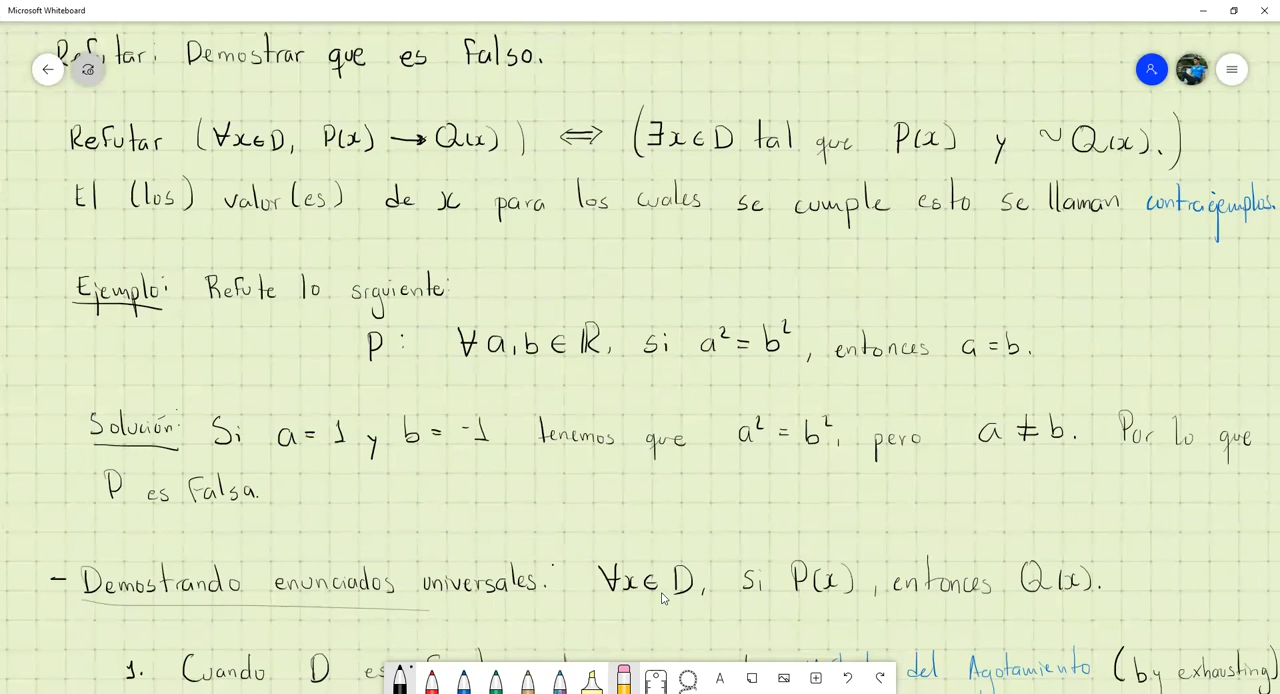 Microsoft Whiteboard
Refutar: Demostrar que es Falso.
Refutar (∀x∈D, P(x) → Q(x)) ⟺ (∃x∈D tal que P(x) y ~Q(x).)
El (los) valor(es) de x para los cuales se cumple esto se llaman contraejemplos.
Ejemplo: Refute lo siguiente:
P: ∀a,b∈ℝ, si a²=b², entonces a=b.
Solución: Si a=1 y b=-1 tenemos que a²=b², pero a≠b. Por lo que
P es Falsa.
- Demostrando enunciados universales: ∀x∈D, si P(x), entonces Q(x).
1. Cuando D es del Agotamiento (by exhausting)